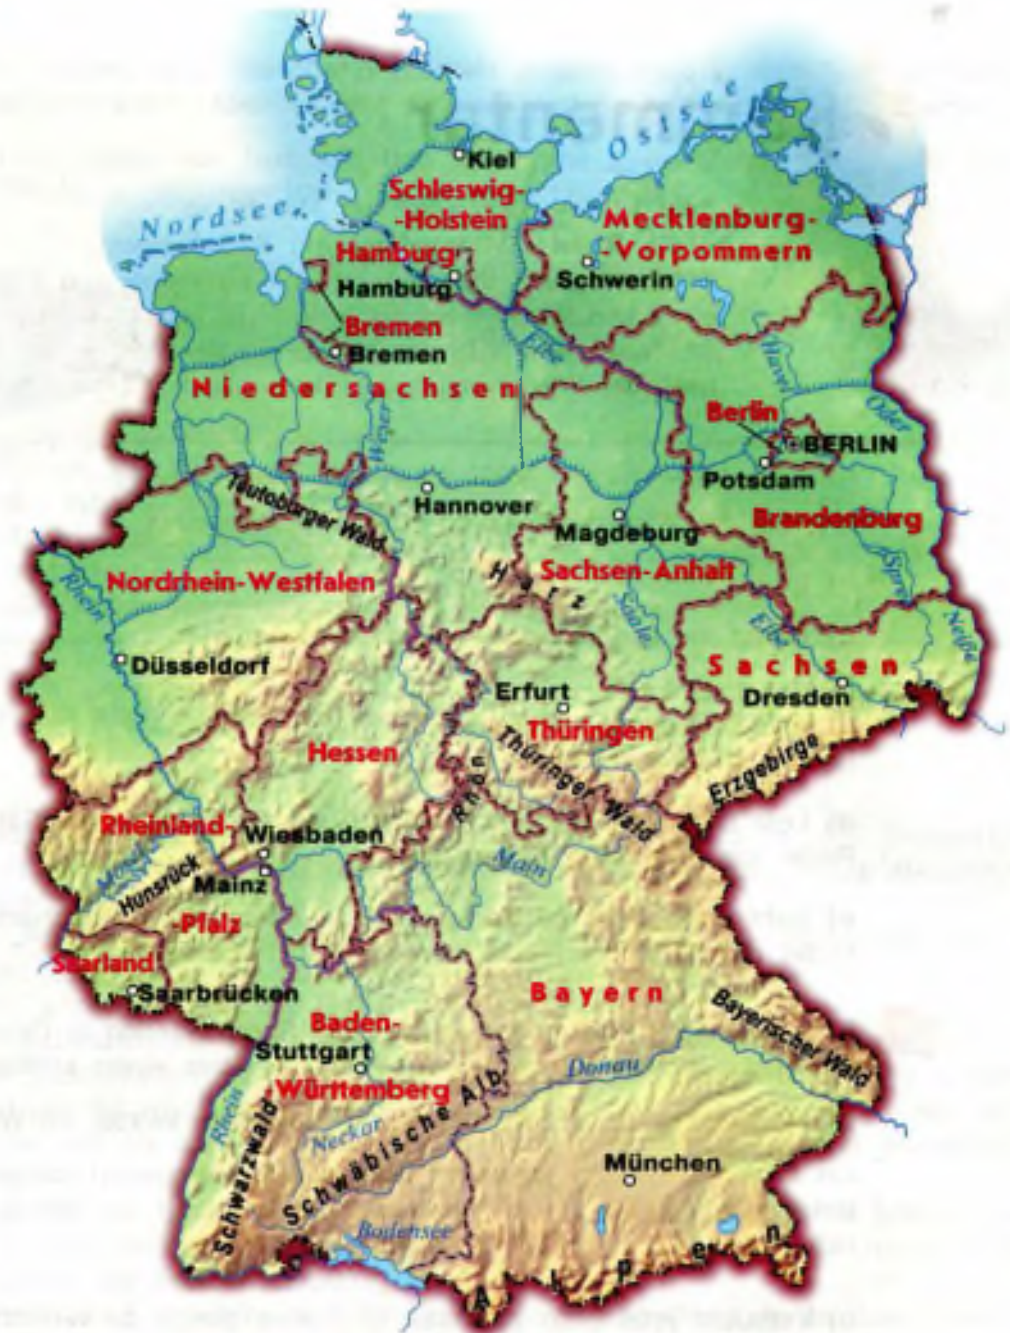 Ostsee
Kiel
Schleswig-
-Holstein
Nordsee
Mecklenburg-
-Vorpommern
Hamburg
Schwerin
Hamburg
Bremen
Bremen
Elbe
Havel
Niedersachsen
Oder
Berlin
BERLIN
Weser
Potsdam
Teutoburger Wald
Hannover
Magdeburg
Brandenburg
Harz
Sachsen-Anhalt
Nordrhein-Westfalen
Rhein
Spree
Saale
Elbe
Neiße
Düsseldorf
Sachsen
Erfurt
Dresden
Thüringen
Hessen
Thüringer Wald
Erzgebirge
Rhön
Rheinland-
Wiesbaden
Main
Mosel
Hunsrück
Mainz
-Pfalz
Saarland
Saarbrücken
Bayern
Bayerischer Wald
Baden-
Stuttgart
Donau
-Württemberg
Rhein
Neckar
Schwäbische Alb
Schwarzwald
München
Bodensee
Alpen